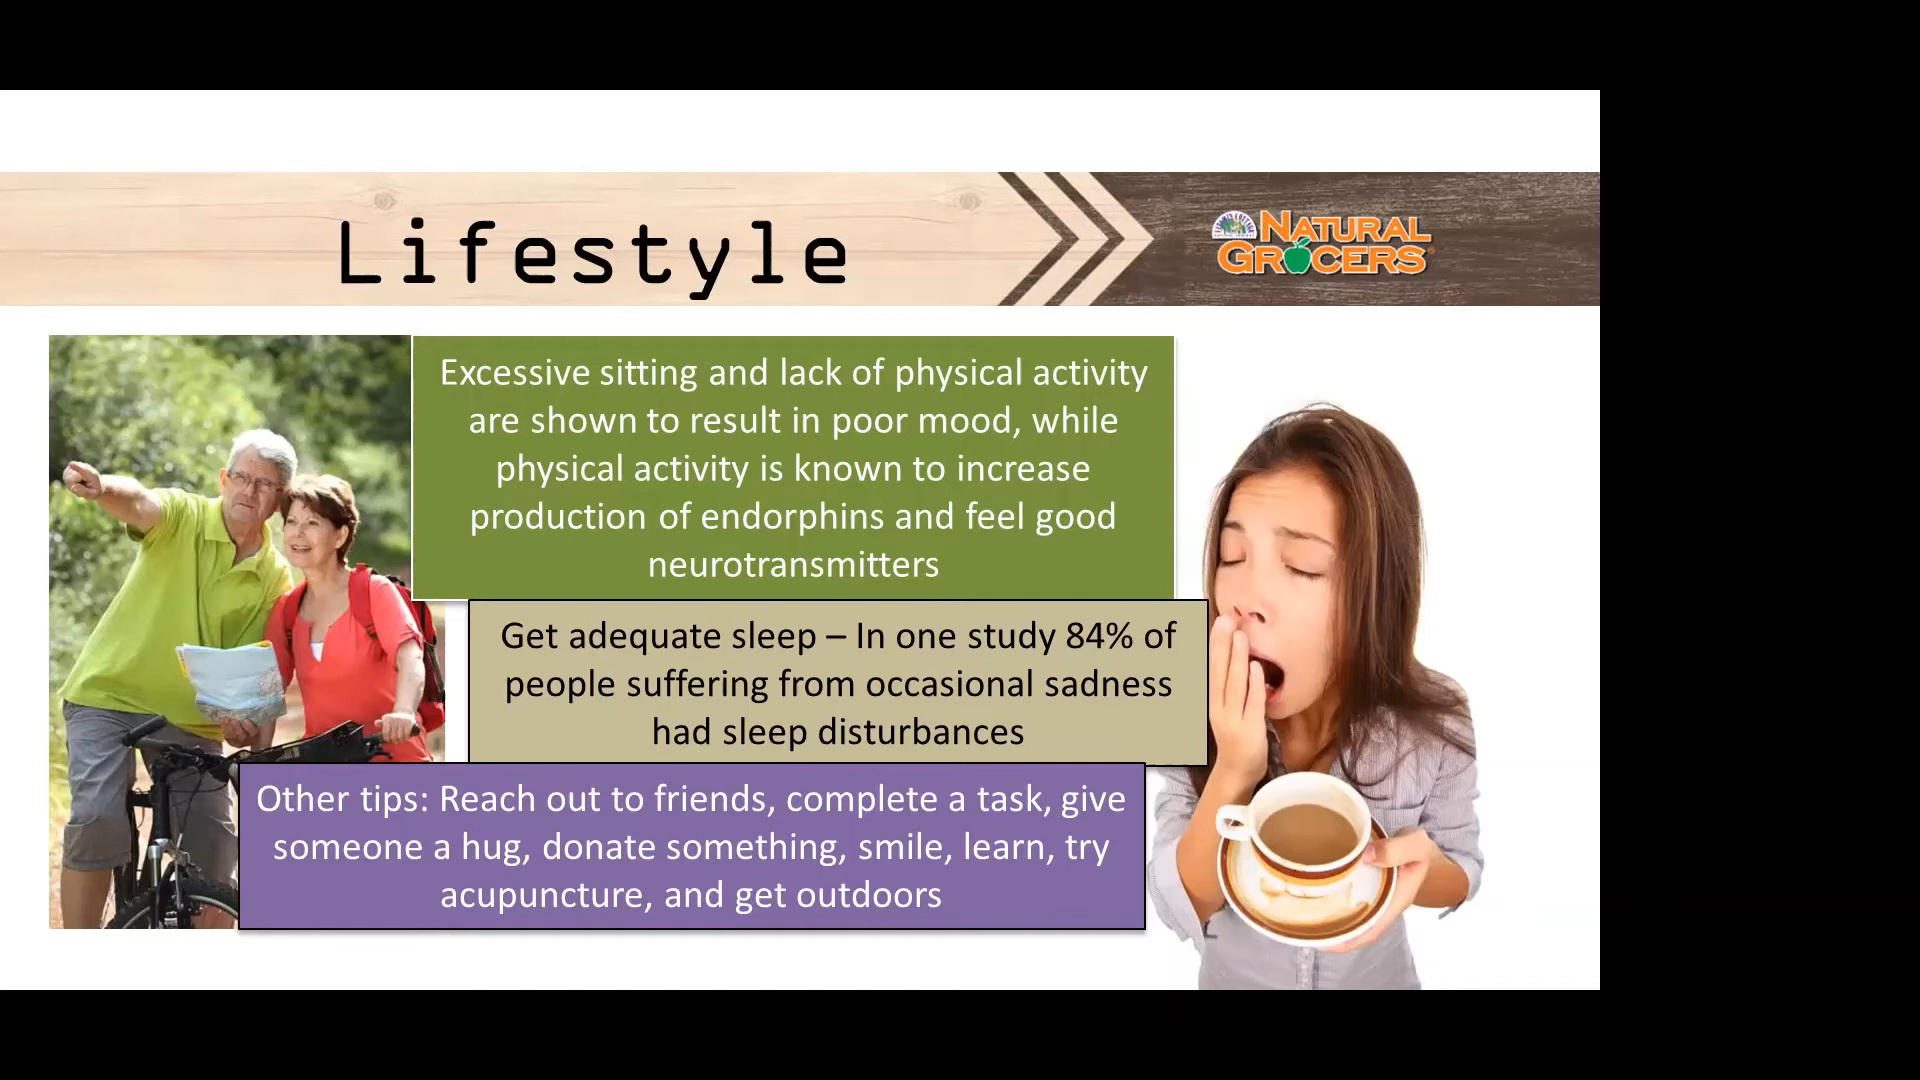 Lifestyle
NATURAL
GROCERS
Excessive sitting and lack of physical activity
are shown to result in poor mood, while
physical activity is known to increase
production of endorphins and feel good
neurotransmitters
Get adequate sleep – In one study 84% of
people suffering from occasional sadness
had sleep disturbances
Other tips: Reach out to friends, complete a task, give
someone a hug, donate something, smile, learn, try
acupuncture, and get outdoors